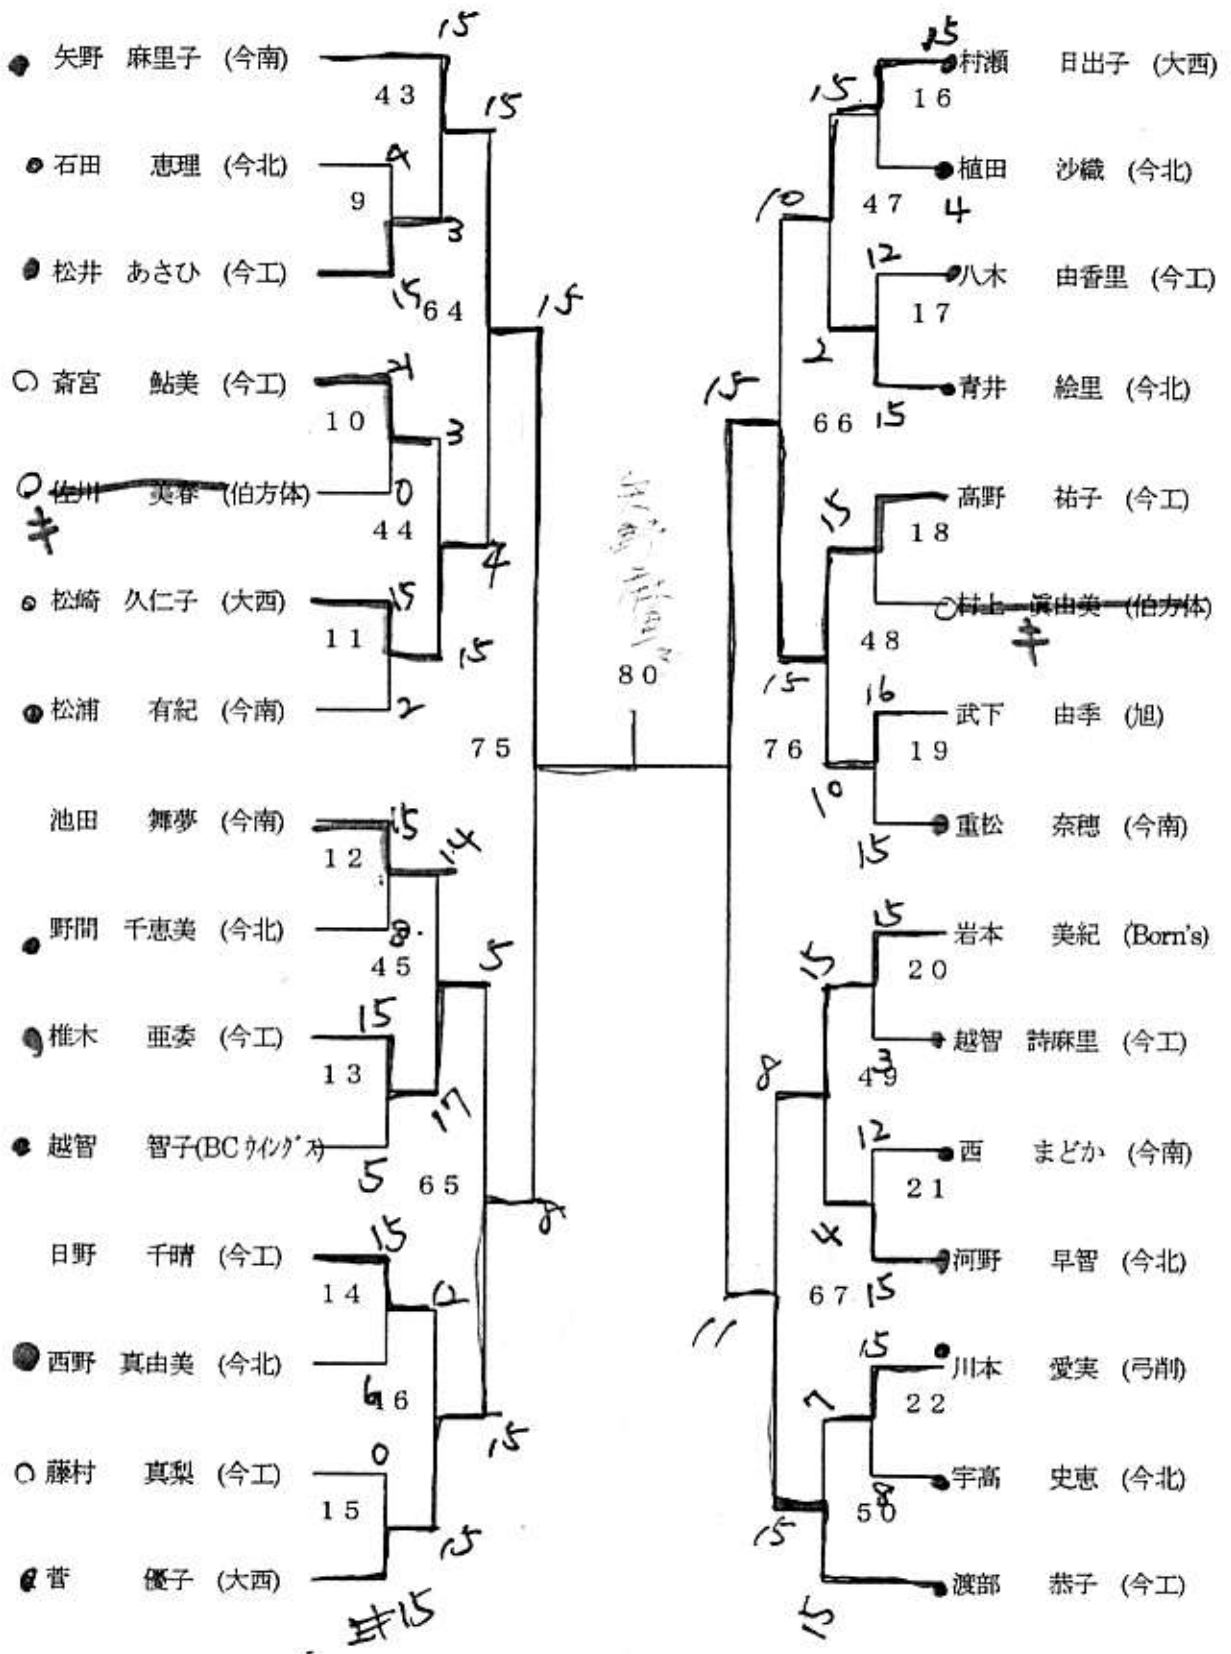 15
矢野 麻里子 (今南)
43
15
石田 恵理 (今北)
4
9
3
松井 あさひ (今工)
15
64
15
斎宮 鮎美 (今工)
10
3
佐川 美春 (伯方体)
0
キ
44
4
松崎 久仁子 (大西)
15
11
15
松浦 有紀 (今南)
2
75
池田 舞夢 (今南)
15
12
14
野間 千恵美 (今北)
8
45
5
椎木 亜委 (今工)
15
13
17
越智 智子(BCウイングス)
5
65
8
日野 千晴 (今工)
15
14
12
西野 真由美 (今北)
6
46
15
藤村 真梨 (今工)
0
15
15
菅 優子 (大西)
15
80
15
村瀬 日出子 (大西)
15
16
植田 沙織 (今北)
10
47
4
12
八木 由香里 (今工)
17
2
青井 絵里 (今北)
15
66
15
高野 祐子 (今工)
15
18
村上 眞由美 (伯方体)
キ
48
15
16
武下 由季 (旭)
76
19
10
重松 奈穂 (今南)
15
15
岩本 美紀 (Born's)
15
20
越智 詩麻里 (今工)
3
49
8
12
西 まどか (今南)
21
4
河野 早智 (今北)
67
15
11
15
川本 愛実 (弓削)
7
22
宇高 史恵 (今北)
8
50
15
渡部 恭子 (今工)
15